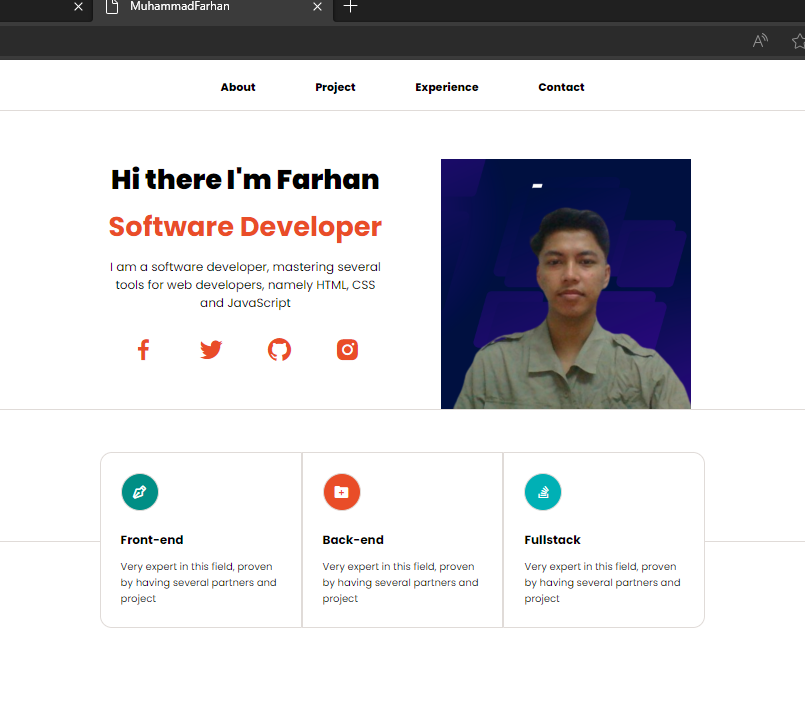 MuhammadFarhan
About Project Experience Contact
Hi there I'm Farhan
Software Developer
I am a software developer, mastering several
tools for web developers, namely HTML, CSS
and JavaScript
Front-end
Very expert in this field, proven
by having several partners and
project
Back-end
Very expert in this field, proven
by having several partners and
project
Fullstack
Very expert in this field, proven
by having several partners and
project